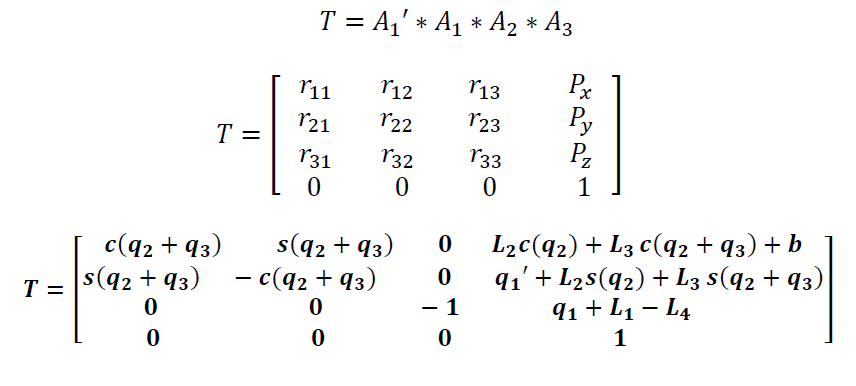 T = A₁′ * A₁ * A₂ * A₃
r₁₁ r₁₂ r₁₃ Pₓ
r₂₁ r₂₂ r₂₃ P_y
T = r₃₁ r₃₂ r₃₃ P_z
0 0 0 1
c(q₂ + q₃) s(q₂ + q₃) 0 L₂c(q₂) + L₃ c(q₂ + q₃) + b
T = s(q₂ + q₃) − c(q₂ + q₃) 0 q₁′ + L₂s(q₂) + L₃ s(q₂ + q₃)
0 0 − 1 q₁ + L₁ − L₄
0 0 0 1